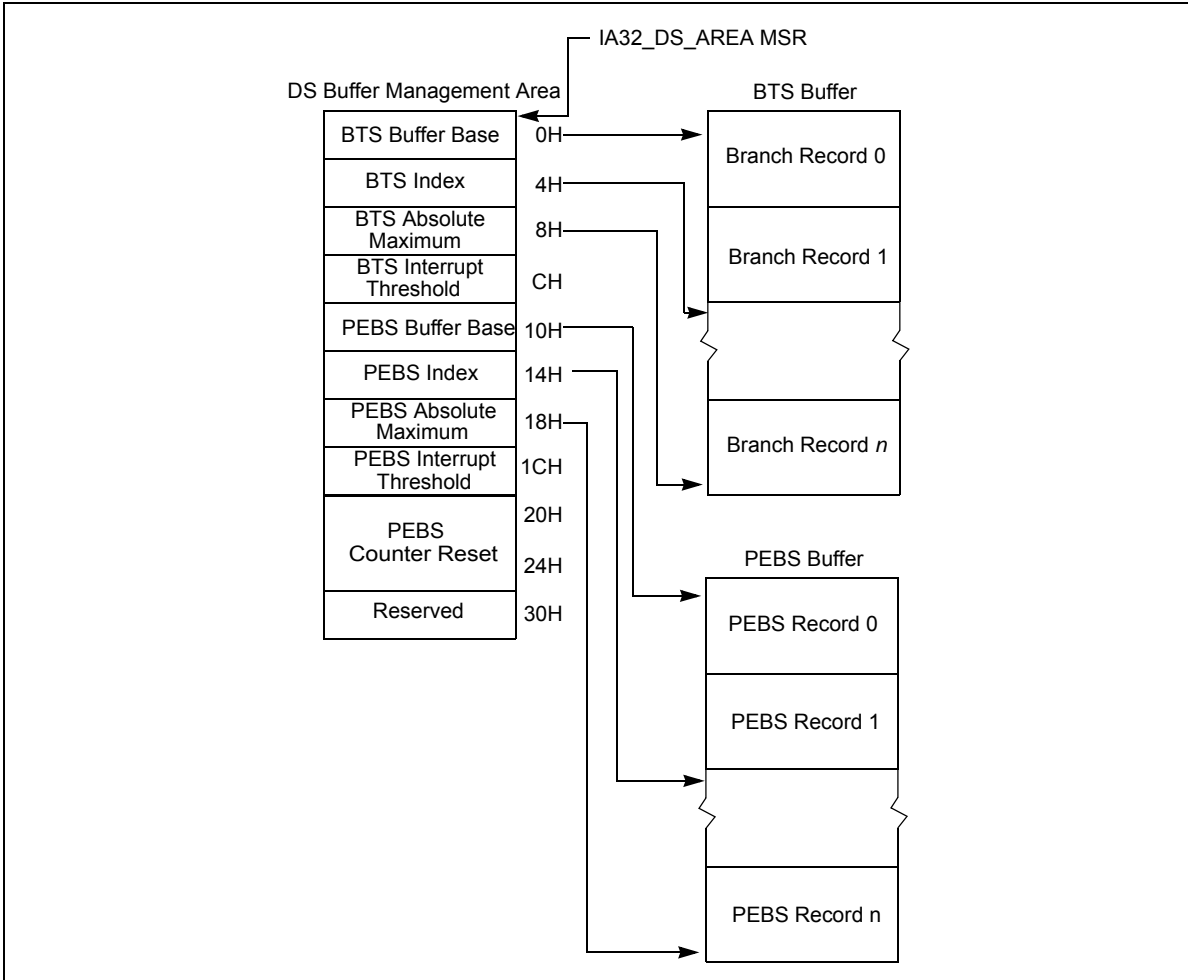 IA32_DS_AREA MSR
DS Buffer Management Area
BTS Buffer Base
0H
BTS Index
4H
BTS Absolute
Maximum
8H
BTS Interrupt
Threshold
CH
PEBS Buffer Base
10H
PEBS Index
14H
PEBS Absolute
Maximum
18H
PEBS Interrupt
Threshold
1CH
PEBS
Counter Reset
20H
24H
Reserved
30H
BTS Buffer
Branch Record 0
Branch Record 1
Branch Record n
PEBS Buffer
PEBS Record 0
PEBS Record 1
PEBS Record n